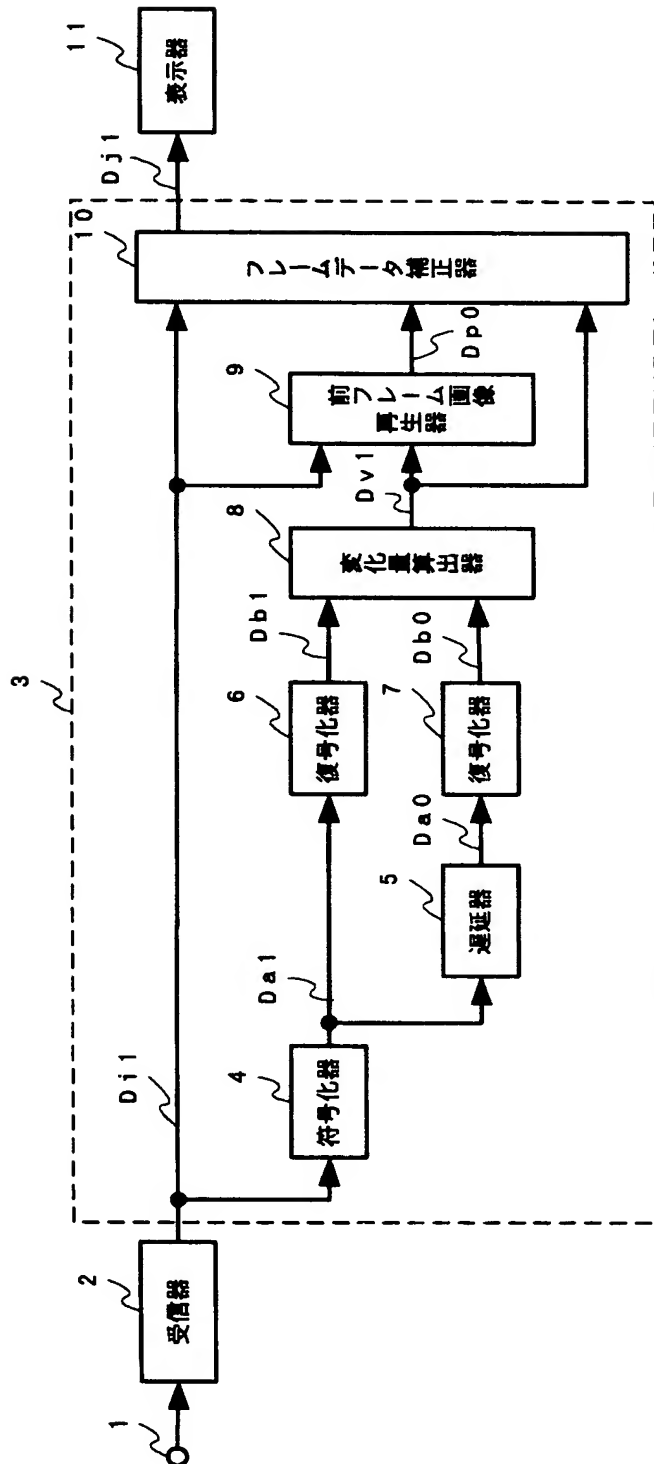 1
2
受信器
3
Di1
4
符号化器
Da1
5
遅延器
Da0
6
復号化器
7
復号化器
Db1
Db0
8
変化量算出器
Dv1
9
前フレーム画像
再生器
Dp0
10
フレームデータ補正器
Dj1
11
表示器